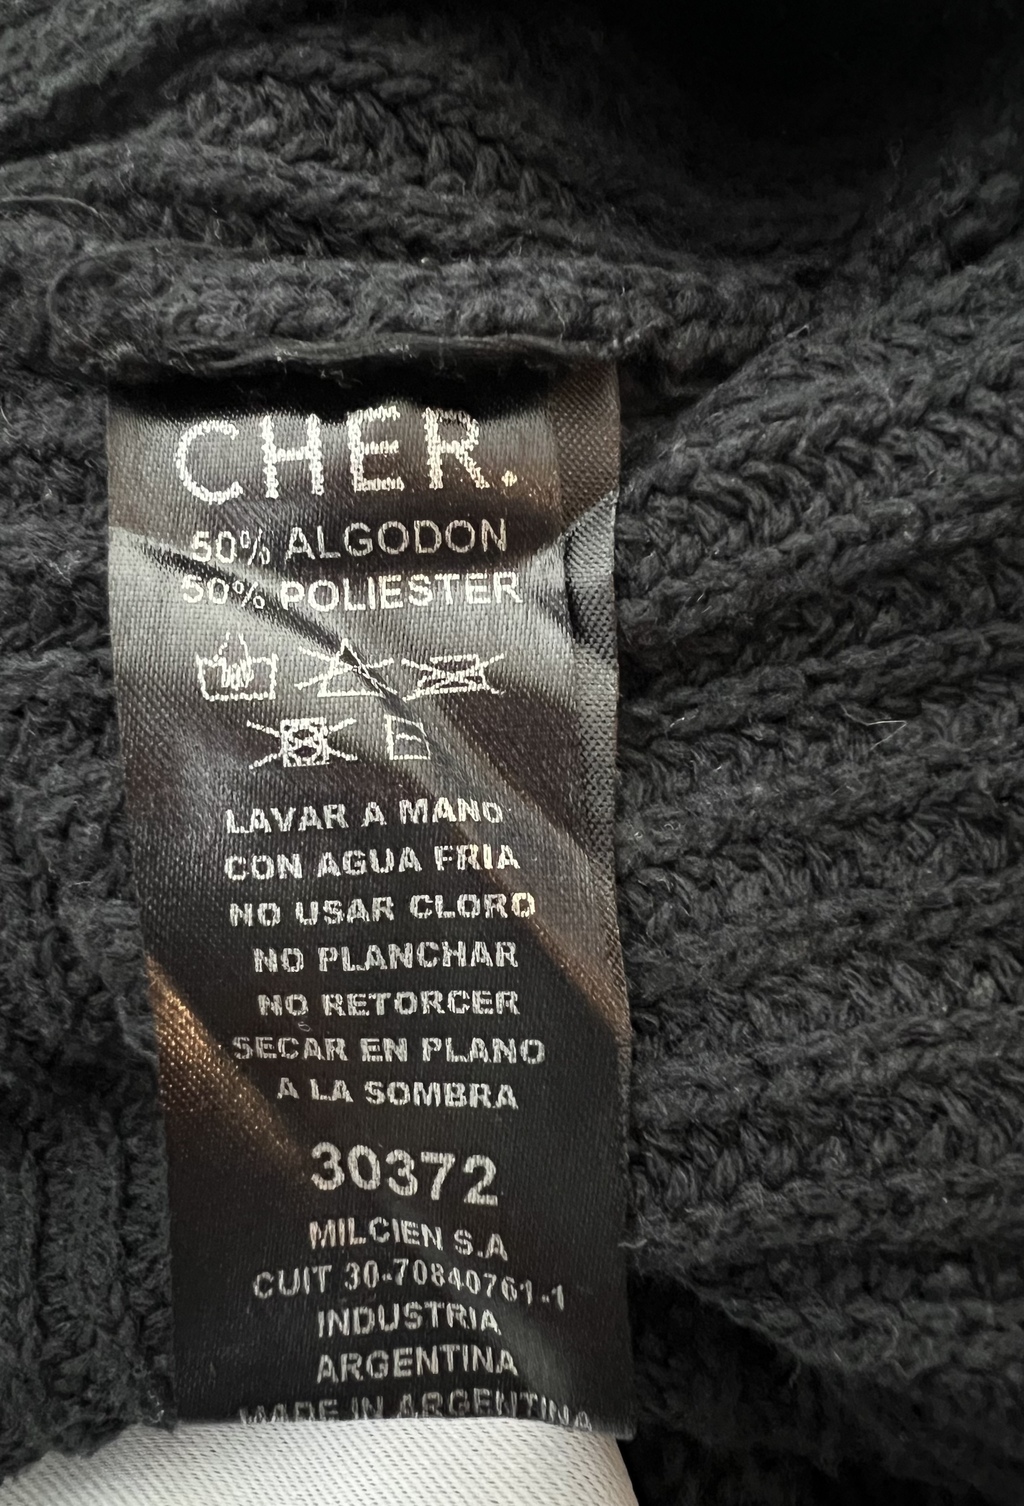 CHER.
50% ALGODON
50% POLIESTER
LAVAR A MANO
CON AGUA FRIA
NO USAR CLORO
NO PLANCHAR
NO RETORCER
SECAR EN PLANO
A LA SOMBRA
30372
MILCIEN S.A
CUIT 30-70840761-1
INDUSTRIA
ARGENTINA
MADE IN ARGENTINA